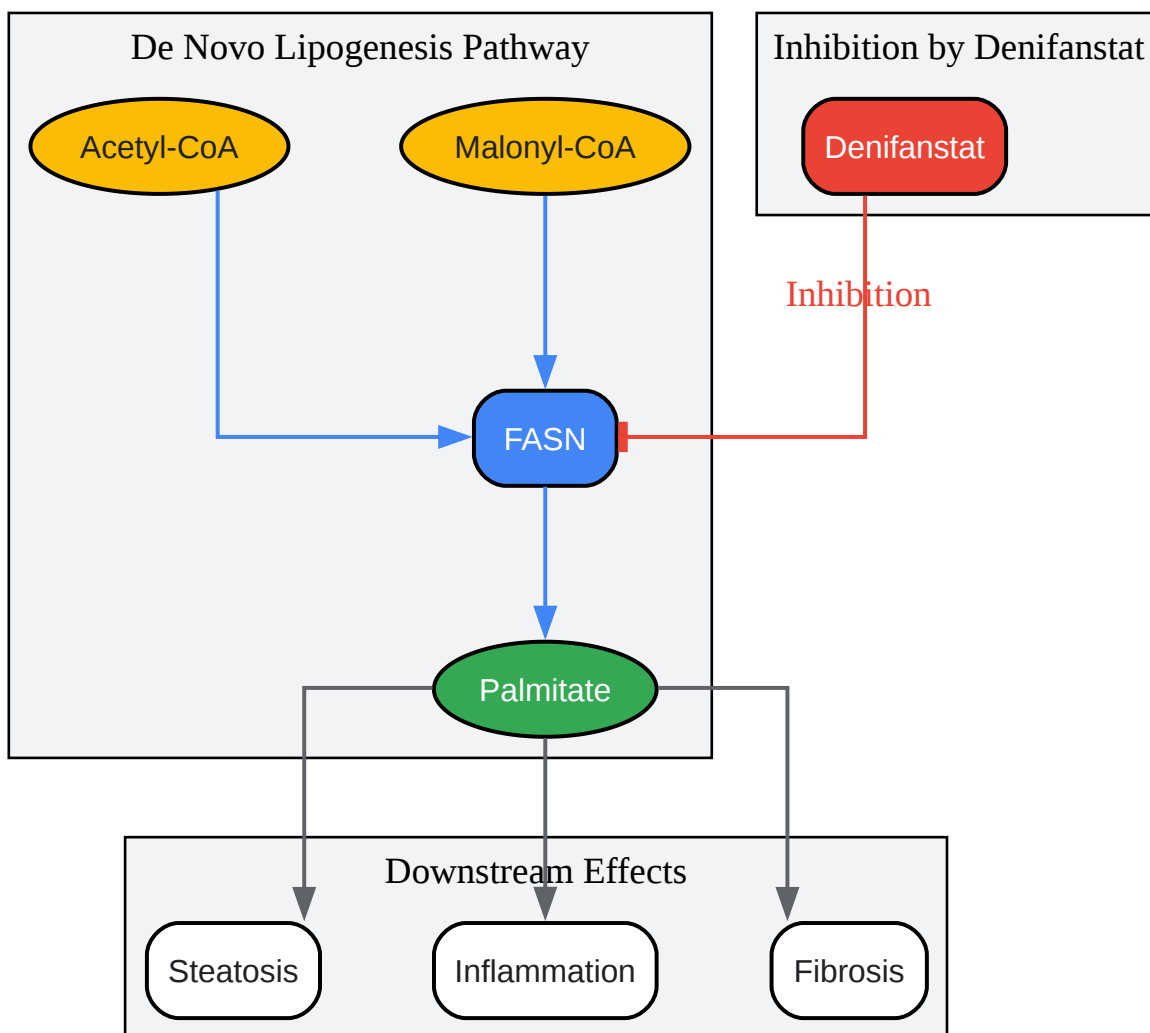 De Novo Lipogenesis Pathway
Inhibition by Denifanstat
Acetyl-CoA
Malonyl-CoA
Denifanstat
Inhibition
FASN
Palmitate
Downstream Effects
Steatosis
Inflammation
Fibrosis